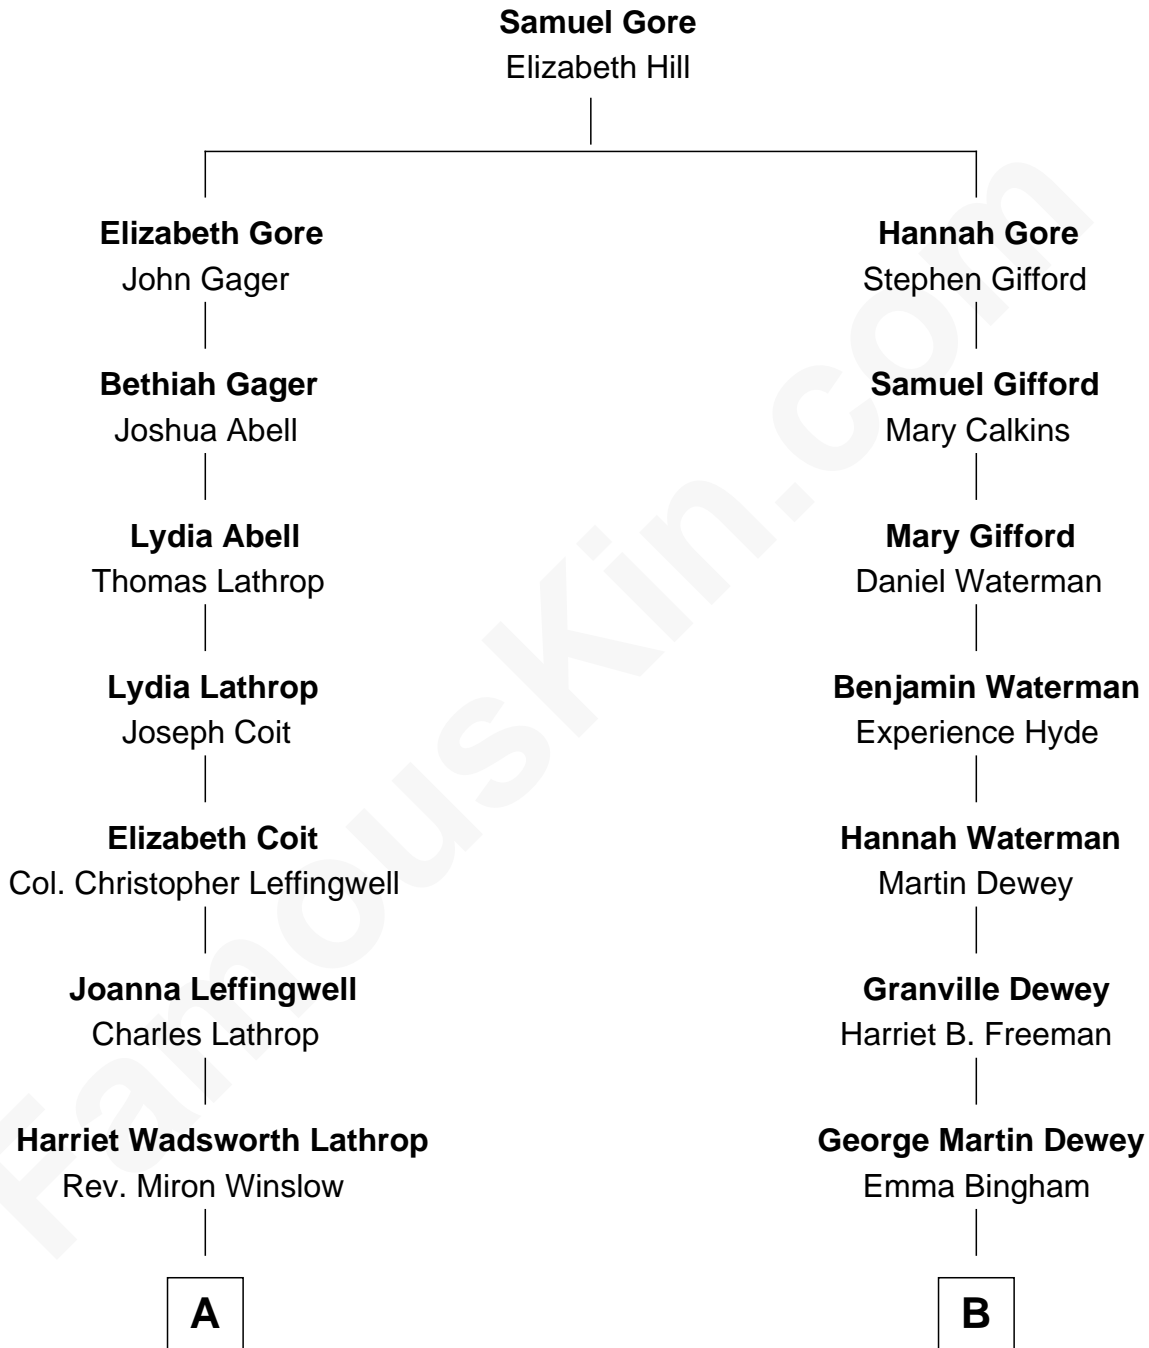 Samuel Gore
Elizabeth Hill
Elizabeth Gore
John Gager
Hannah Gore
Stephen Gifford
Bethiah Gager
Joshua Abell
Samuel Gifford
Mary Calkins
Lydia Abell
Thomas Lathrop
Mary Gifford
Daniel Waterman
Lydia Lathrop
Joseph Coit
Benjamin Waterman
Experience Hyde
Elizabeth Coit
Col. Christopher Leffingwell
Hannah Waterman
Martin Dewey
Joanna Leffingwell
Charles Lathrop
Granville Dewey
Harriet B. Freeman
Harriet Wadsworth Lathrop
Rev. Miron Winslow
George Martin Dewey
Emma Bingham
A
B
FamousKin.com